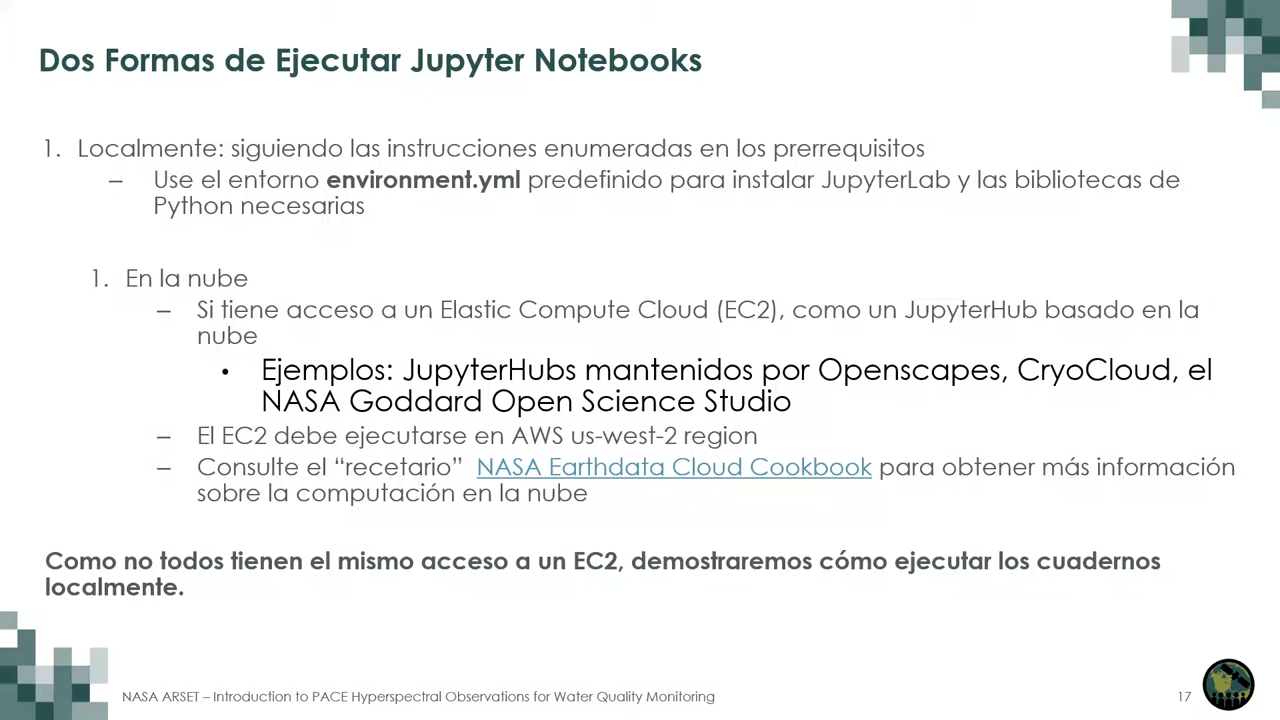 Dos Formas de Ejecutar Jupyter Notebooks
1. Localmente: siguiendo las instrucciones enumeradas en los prerrequisitos
– Use el entorno environment.yml predefinido para instalar JupyterLab y las bibliotecas de
Python necesarias
1. En la nube
– Si tiene acceso a un Elastic Compute Cloud (EC2), como un JupyterHub basado en la
nube
• Ejemplos: JupyterHubs mantenidos por Openscapes, CryoCloud, el
NASA Goddard Open Science Studio
– El EC2 debe ejecutarse en AWS us-west-2 region
– Consulte el “recetario” NASA Earthdata Cloud Cookbook para obtener más información
sobre la computación en la nube
Como no todos tienen el mismo acceso a un EC2, demostraremos cómo ejecutar los cuadernos
localmente.
NASA ARSET – Introduction to PACE Hyperspectral Observations for Water Quality Monitoring
17